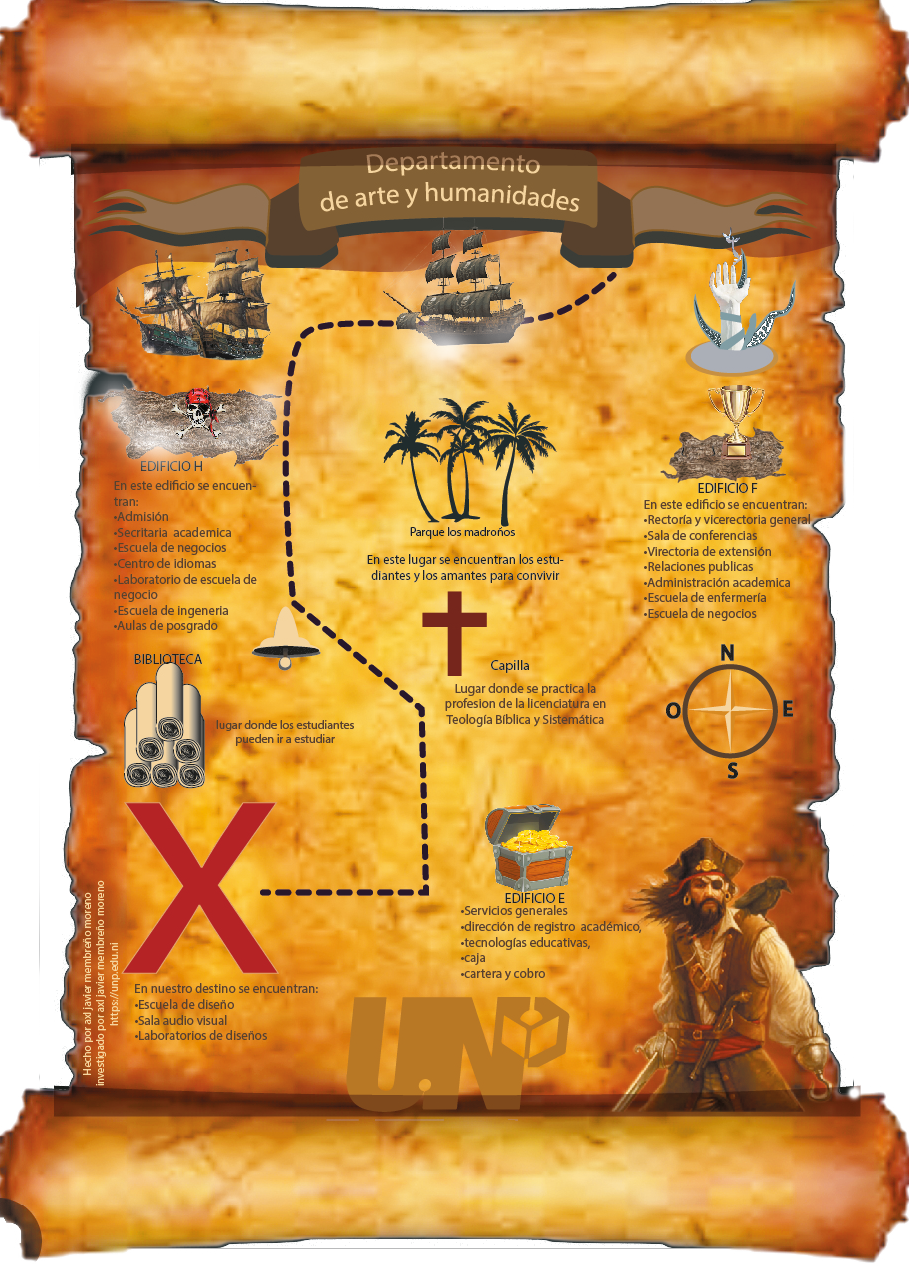 Departamento
de arte y humanidades
EDIFICIO H
En este edificio se encuen-
tran:
•Admisión
•Secritaria academica
•Escuela de negocios
•Centro de idiomas
•Laboratorio de escuela de
negocio
•Escuela de ingeneria
•Aulas de posgrado
Parque los madroños
En este lugar se encuentran los estu-
diantes y los amantes para convivir
EDIFICIO F
En este edificio se encuentran:
•Rectoría y vicerectoria general
•Sala de conferencias
•Virectoria de extensión
•Relaciones publicas
•Administración academica
•Escuela de enfermería
•Escuela de negocios
BIBLIOTECA
lugar donde los estudiantes
pueden ir a estudiar
Capilla
Lugar donde se practica la
profesion de la licenciatura en
Teología Bíblica y Sistemática
N
O E
S
EDIFICIO E
•Servicios generales
•dirección de registro académico,
•tecnologías educativas,
•caja
•cartera y cobro
X
En nuestro destino se encuentran:
•Escuela de diseño
•Sala audio visual
•Laboratorios de diseños
Hecho por axl javier membreño moreno
investigado por axl javier membreño moreno
https://unp.edu.ni
UN